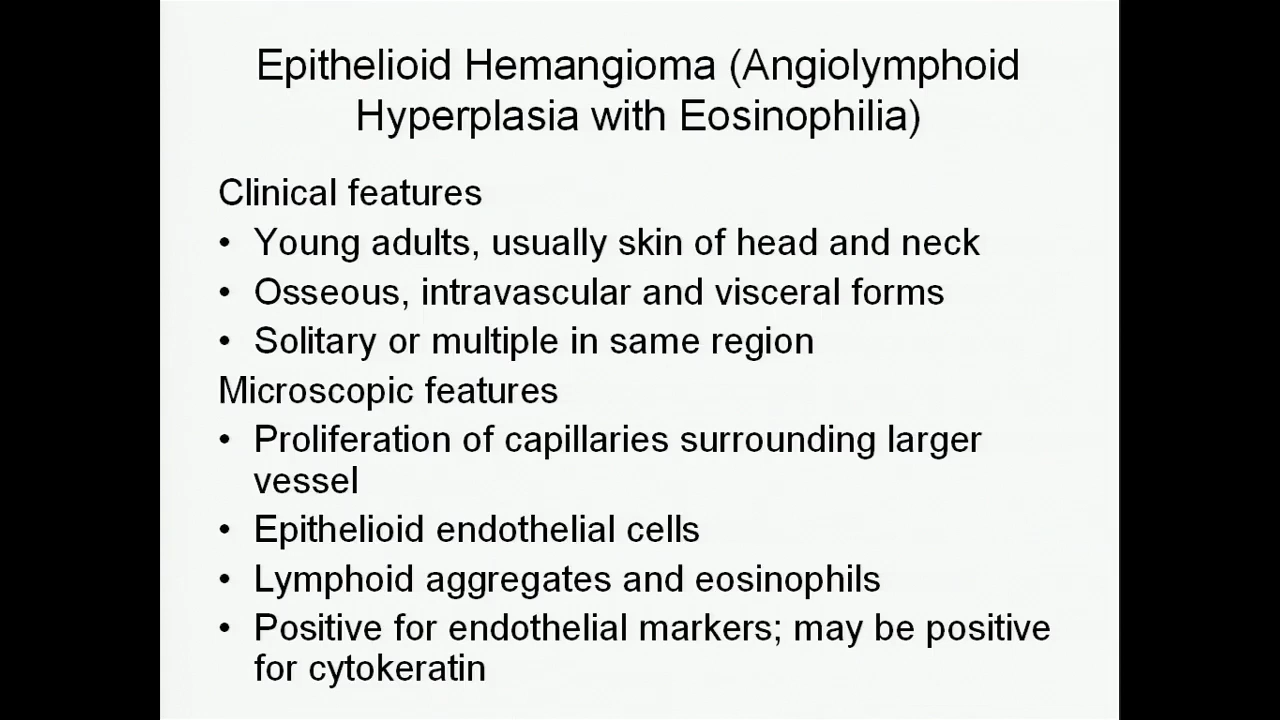 Epithelioid Hemangioma (Angiolymphoid
Hyperplasia with Eosinophilia)
Clinical features
• Young adults, usually skin of head and neck
• Osseous, intravascular and visceral forms
• Solitary or multiple in same region
Microscopic features
• Proliferation of capillaries surrounding larger
vessel
• Epithelioid endothelial cells
• Lymphoid aggregates and eosinophils
• Positive for endothelial markers; may be positive
for cytokeratin